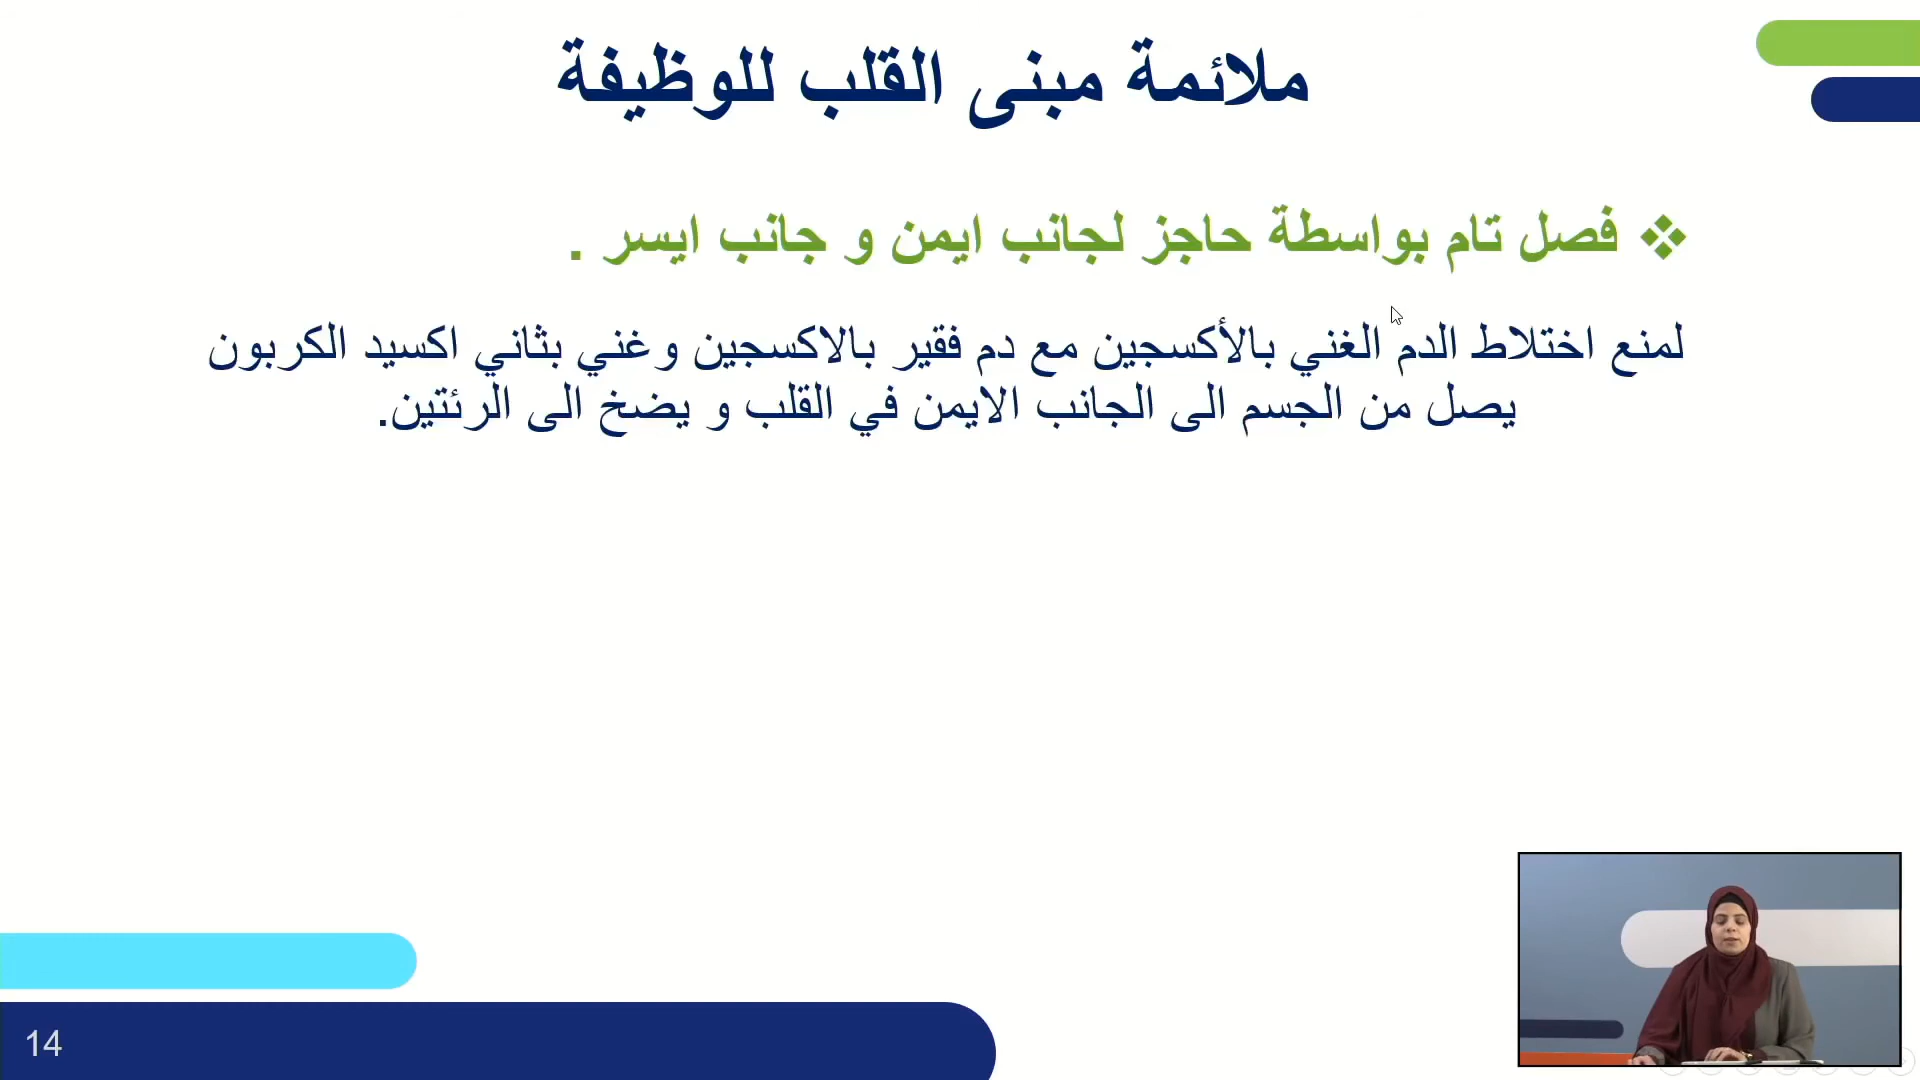 ملائمة مبنى القلب للوظيفة
❖ فصل تام بواسطة حاجز لجانب ايمن و جانب ايسر .
لمنع اختلاط الدم الغني بالأكسجين مع دم فقير بالاكسجين وغني بثاني اكسيد الكربون
يصل من الجسم الى الجانب الايمن في القلب و يضخ الى الرئتين.
14